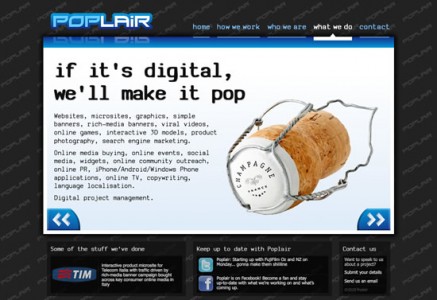 POPLAIR
home how we work who we are what we do contact
if it's digital,
we'll make it pop
Websites, microsites, graphics, simple
banners, rich-media banners, viral videos,
online games, interactive 3D models, product
photography, search engine marketing.
Online media buying, online events, social
media, widgets, online community outreach,
online PR, iPhone/Android/Windows Phone
applications, online TV, copywriting,
language localisation.
Digital project management.
CHAMPAGNE
FRANCE
Some of the stuff we've done
TIM
Interactive product microsite for
Telecom Italia with traffic driven by
rich-media banner campaign bought
across key consumer online media in
Italy
Keep up to date with Poplair
Poplair: Starting up with Fujifilm Oz and NZ on
Monday.... gonna make them shiiiine
Poplair is on Facebook! Become a fan and stay
up-to-date with what we're working on and what's
coming up.
Contact us
Want to speak to us
about a project?
Submit your details
Send us an email